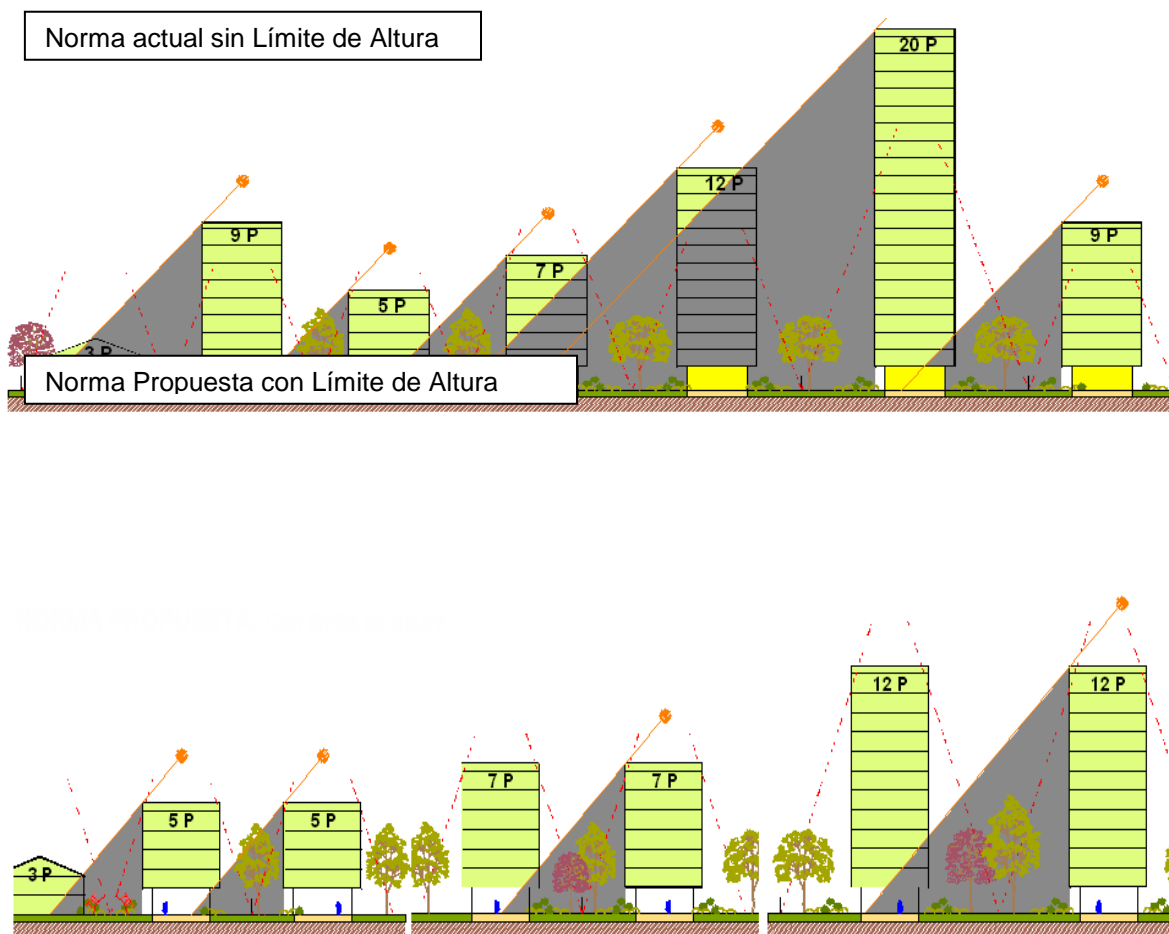 Norma actual sin Límite de Altura
20 P
12 P
9 P
9 P
7 P
5 P
3 P
Norma Propuesta con Límite de Altura
12 P
12 P
7 P
7 P
5 P
5 P
3 P